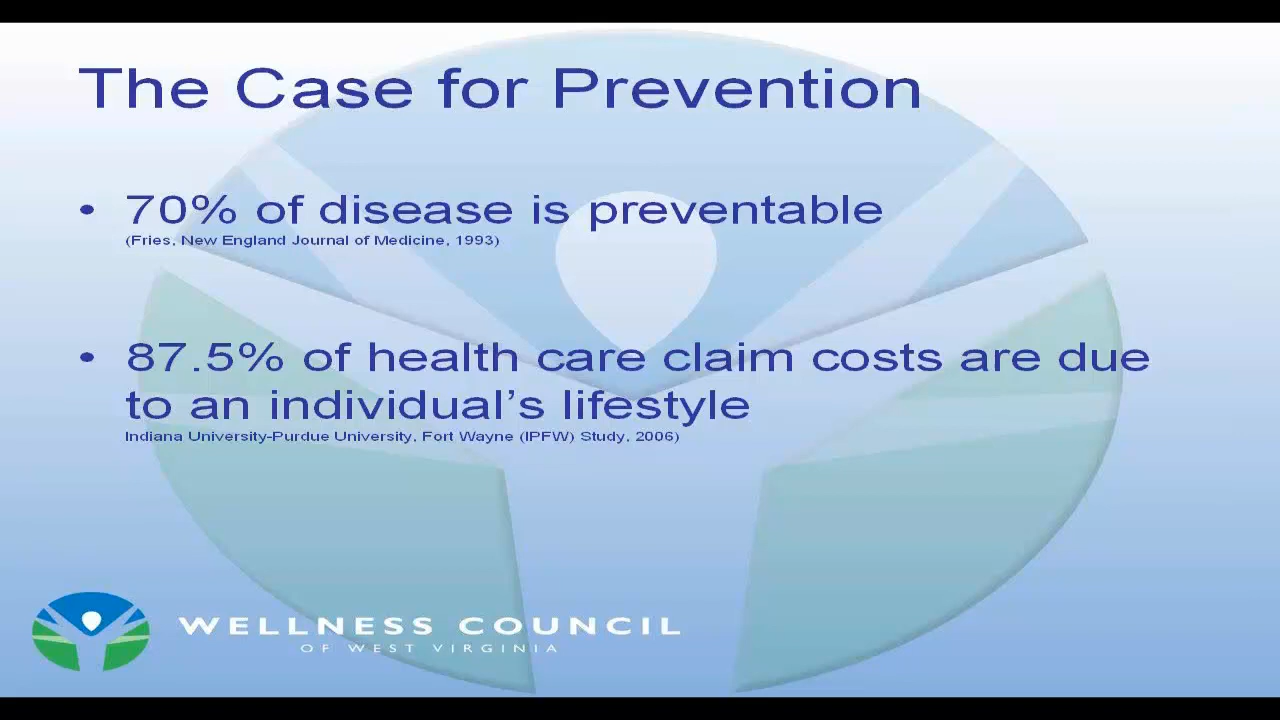 The Case for Prevention
• 70% of disease is preventable
(Fries, New England Journal of Medicine, 1993)
• 87.5% of health care claim costs are due
to an individual’s lifestyle
Indiana University-Purdue University, Fort Wayne (IPFW) Study, 2006)
WELLNESS COUNCIL
OF WEST VIRGINIA